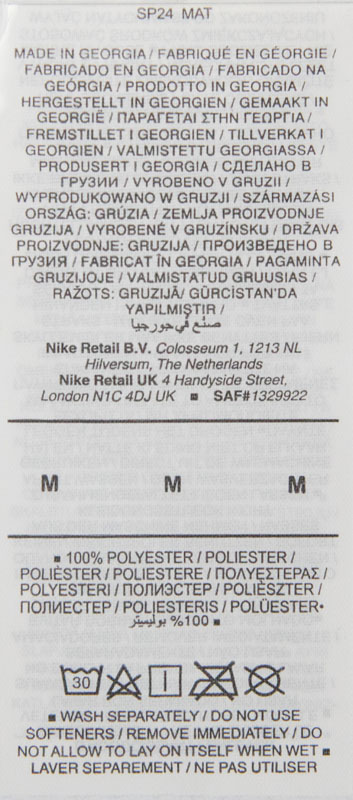 SP24 MAT
MADE IN GEORGIA / FABRIQUÉ EN GÉORGIE /
FABRICADO EN GEORGIA / FABRICADO NA
GEÓRGIA / PRODOTTO IN GEORGIA /
HERGESTELLT IN GEORGIEN / GEMAAKT IN
GEORGIË / ΠΑΡΑΓΕΤΑΙ ΣΤΗΝ ΓΕΩΡΓΙΑ /
FREMSTILLET I GEORGIEN / TILLVERKAT I
GEORGIEN / VALMISTETTU GEORGIASSA /
PRODUSERT I GEORGIA / СДЕЛАНО В
ГРУЗИИ / VYROBENO V GRUZII /
WYPRODUKOWANO W GRUZJI / SZÁRMAZÁSI
ORSZÁG: GRÚZIA / ZEMLJA PROIZVODNJE
GRUZIJA / VYROBENÉ V GRUZÍNSKU / DRŽAVA
PROIZVODNJE: GRUZIJA / ПРОИЗВЕДЕНО В
ГРУЗИЯ / FABRICAT ÎN GEORGIA / PAGAMINTA
GRUZIJOJE / VALMISTATUD GRUUSIAS /
RAŽOTS: GRUZIJĀ/ GÜRCİSTAN'DA
YAPILMIŞTIR /
صنع في جورجيا
Nike Retail B.V. Colosseum 1, 1213 NL
Hilversum, The Netherlands
Nike Retail UK 4 Handyside Street,
London N1C 4DJ UK ■ SAF#1329922
M M M
■ 100% POLYESTER / POLIESTER /
POLIÈSTER / POLIESTERE / ΠΟΛΥΕΣΤΕΡΑΣ /
POLYESTERI / ПОЛИЭСТЕР / POLIÉSZTER /
ПОЛИЕСТЕР / POLIESTERIS / POLÜESTER•
■ 100% بوليستر
30
■ WASH SEPARATELY / DO NOT USE
SOFTENERS / REMOVE IMMEDIATELY / DO
NOT ALLOW TO LAY ON ITSELF WHEN WET ■
LAVER SEPAREMENT / NE PAS UTILISER